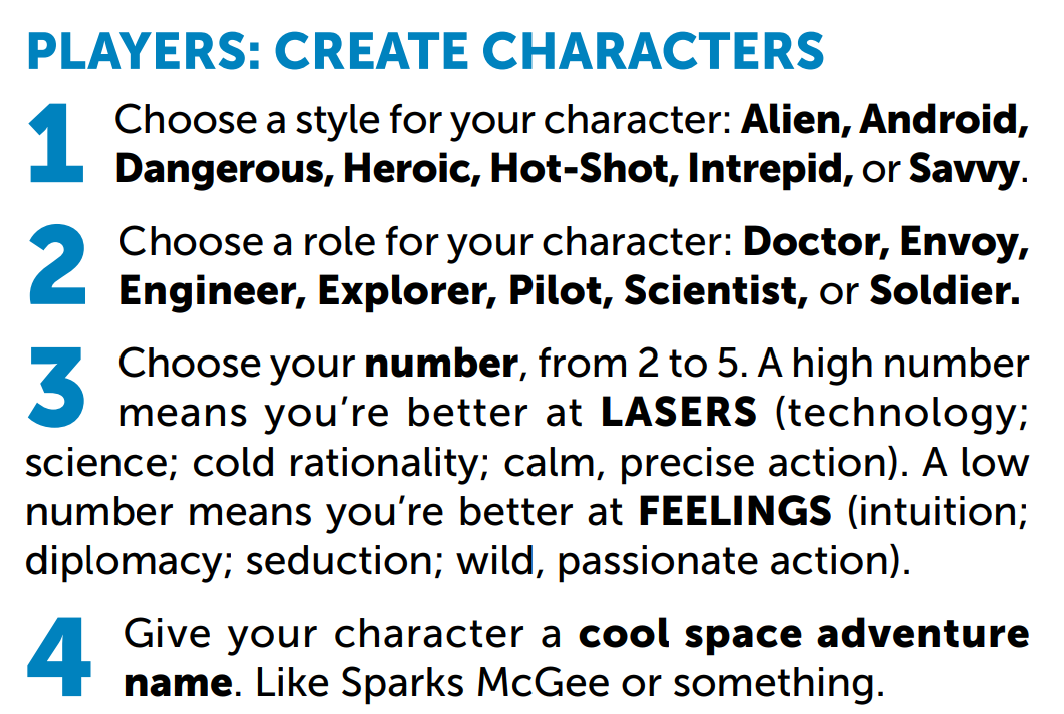 PLAYERS: CREATE CHARACTERS
1 Choose a style for your character: Alien, Android,
Dangerous, Heroic, Hot-Shot, Intrepid, or Savvy.
2 Choose a role for your character: Doctor, Envoy,
Engineer, Explorer, Pilot, Scientist, or Soldier.
3 Choose your number, from 2 to 5. A high number
means you’re better at LASERS (technology;
science; cold rationality; calm, precise action). A low
number means you’re better at FEELINGS (intuition;
diplomacy; seduction; wild, passionate action).
4 Give your character a cool space adventure
name. Like Sparks McGee or something.